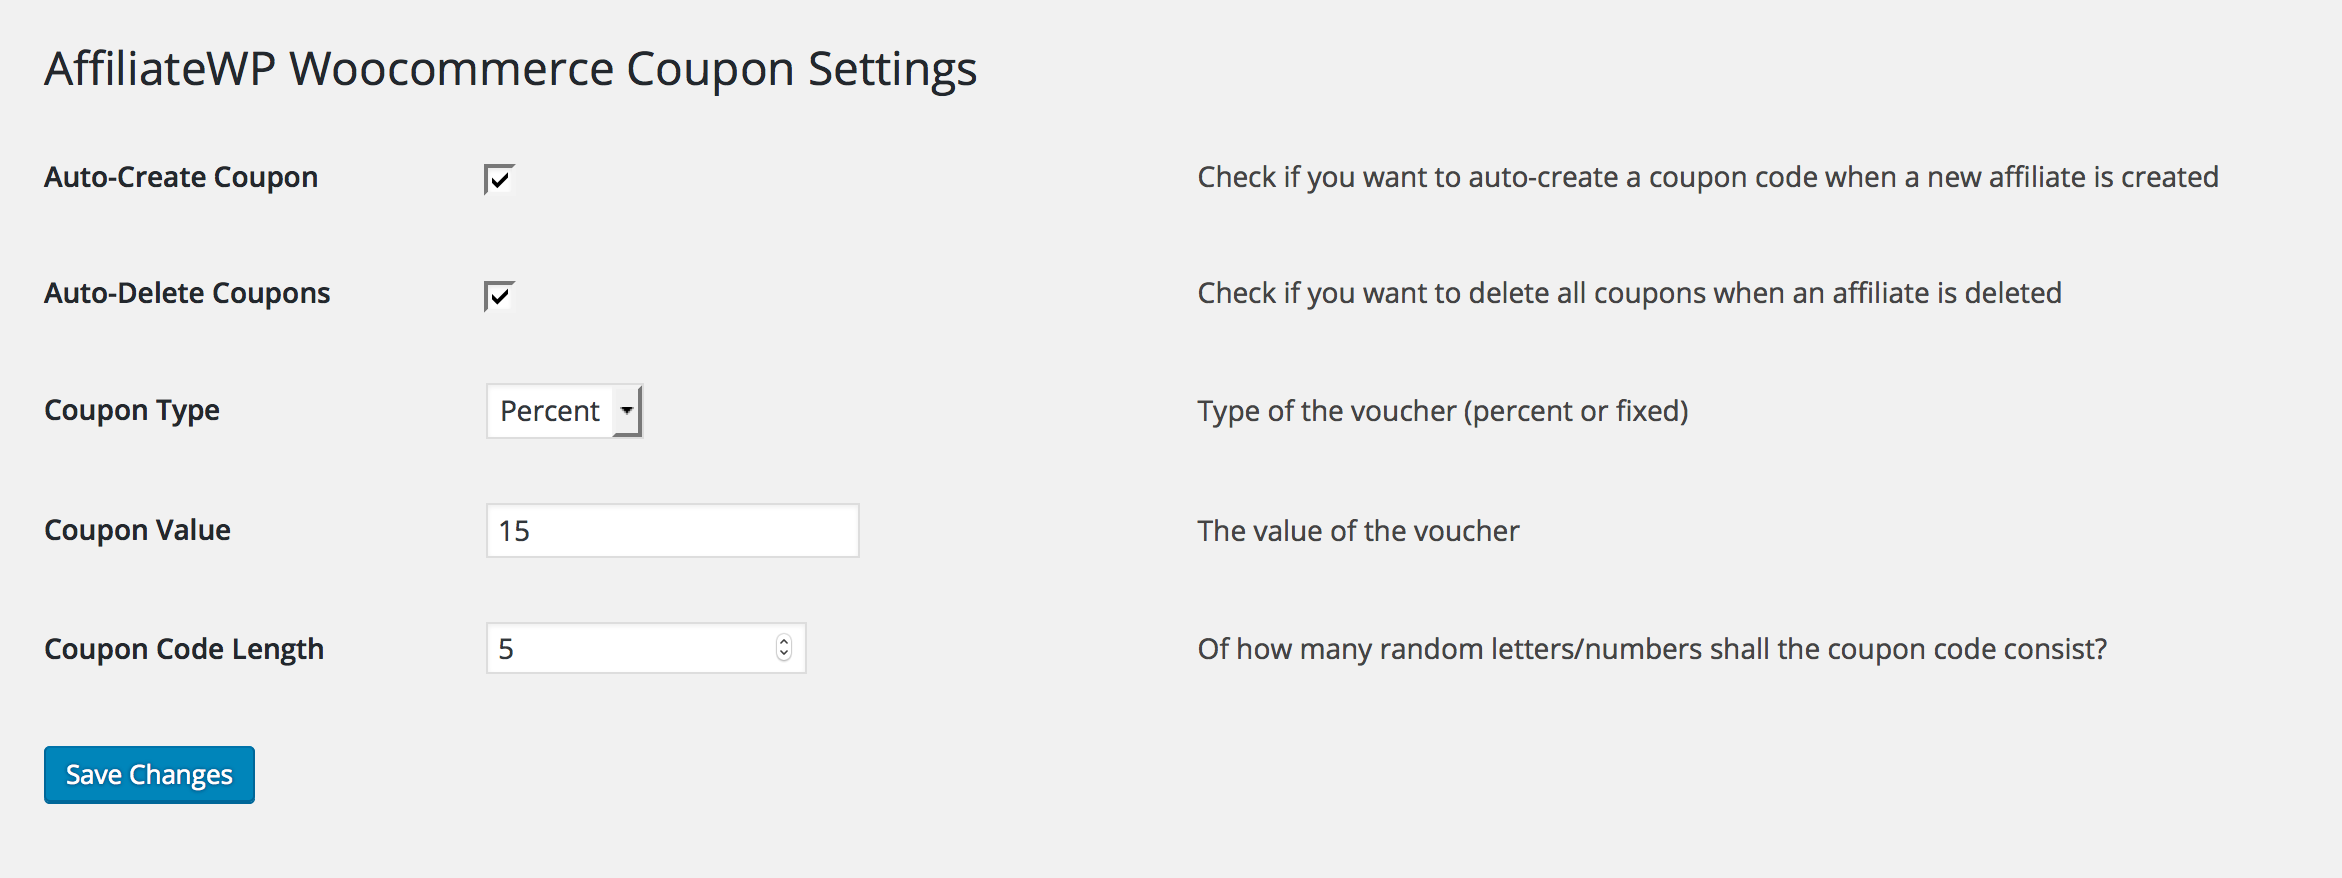 AffiliateWP Woocommerce Coupon Settings
Auto-Create Coupon Check if you want to auto-create a coupon code when a new affiliate is created
Auto-Delete Coupons Check if you want to delete all coupons when an affiliate is deleted
Coupon Type Percent Type of the voucher (percent or fixed)
Coupon Value 15 The value of the voucher
Coupon Code Length 5 Of how many random letters/numbers shall the coupon code consist?
Save Changes